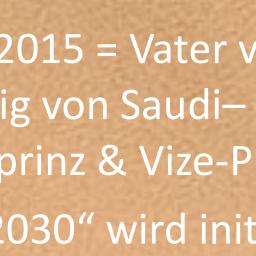 2015 = Vater v
ig von Saudi–
prinz & Vize-P
2030“ wird init